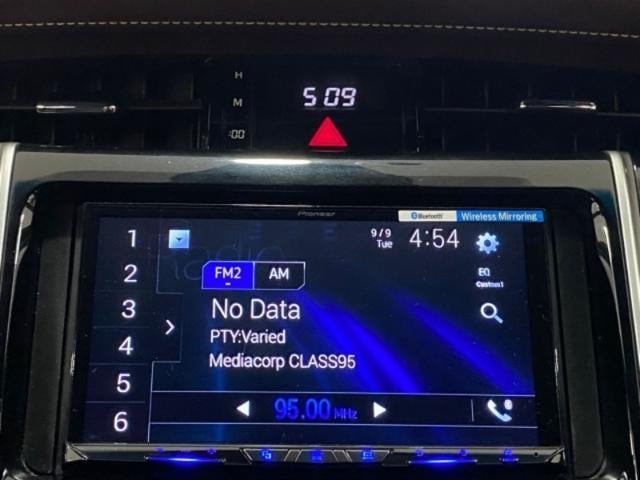 H
M
:00
5 09
Pioneer
Bluetooth Wireless Mirroring
1
2
3
4
5
6
Radio
9/9
Tue
4:54
FM2 AM
EQ
Custom1
No Data
PTY:Varied
Mediacorp CLASS95
95.00 MHz